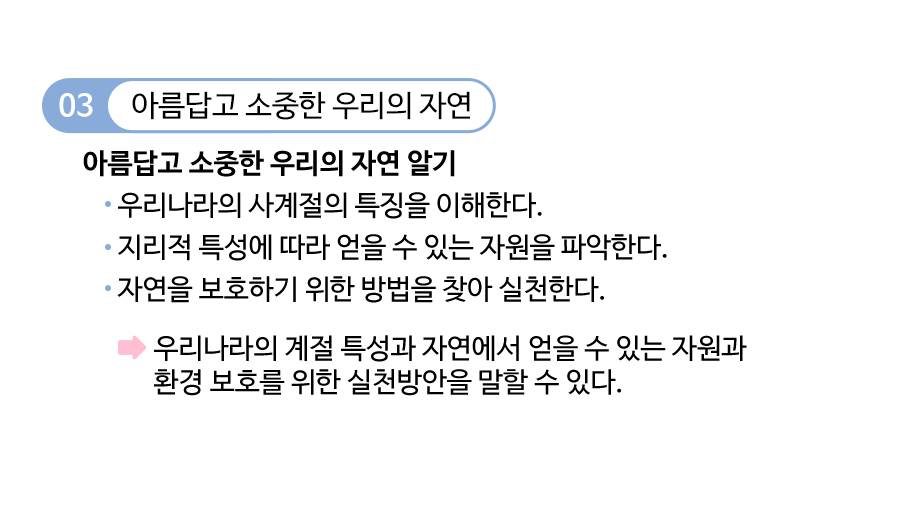 03 아름답고 소중한 우리의 자연
아름답고 소중한 우리의 자연 알기
• 우리나라의 사계절의 특징을 이해한다.
• 지리적 특성에 따라 얻을 수 있는 자원을 파악한다.
• 자연을 보호하기 위한 방법을 찾아 실천한다.
우리나라의 계절 특성과 자연에서 얻을 수 있는 자원과
환경 보호를 위한 실천방안을 말할 수 있다.